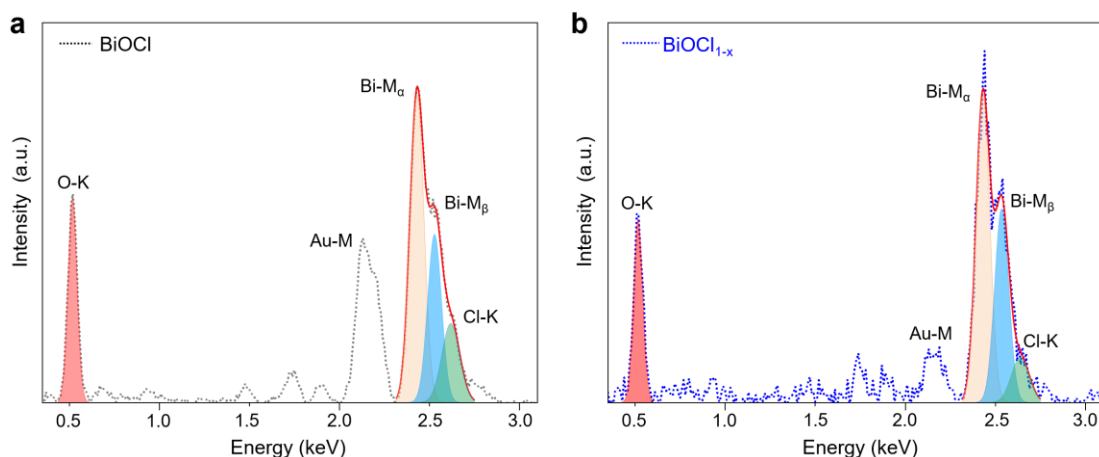 a
BiOCl
O-K
Au-M
Bi-Mα
Bi-Mβ
Cl-K
Intensity (a.u.)
0.5 1.0 1.5 2.0 2.5 3.0
Energy (keV)
b
BiOCl1-x
O-K
Au-M
Bi-Mα
Bi-Mβ
Cl-K
Intensity (a.u.)
0.5 1.0 1.5 2.0 2.5 3.0
Energy (keV)